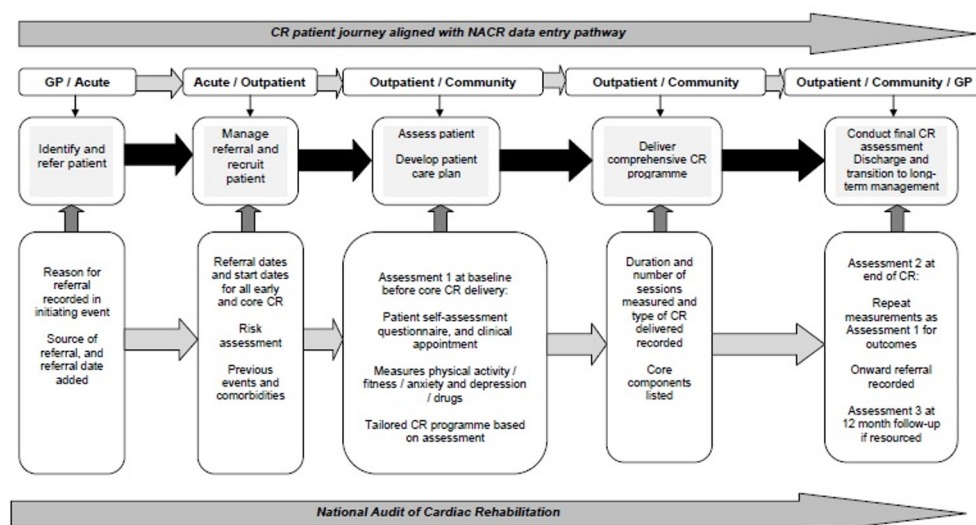 CR patient journey aligned with NACR data entry pathway
GP / Acute
Acute / Outpatient
Outpatient / Community
Outpatient / Community
Outpatient / Community / GP
Identify and
refer patient
Manage
referral and
recruit
patient
Assess patient
Develop patient
care plan
Deliver
comprehensive CR
programme
Conduct final CR
assessment
Discharge and
transition to long-
term management
Reason for
referral
recorded in
initiating event
Source of
referral, and
referral date
added
Referral dates
and start dates
for all early
and core CR
Risk
assessment
Previous
events and
comorbidities
Assessment 1 at baseline
before core CR delivery:
Patient self-assessment
questionnaire, and clinical
appointment
Measures physical activity /
fitness / anxiety and depression
/ drugs
Tailored CR programme based
on assessment
Duration and
number of
sessions
measured and
type of CR
delivered
recorded
Core
components
listed
Assessment 2 at
end of CR:
Repeat
measurements as
Assessment 1 for
outcomes
Onward referral
recorded
Assessment 3 at
12 month follow-up
if resourced
National Audit of Cardiac Rehabilitation